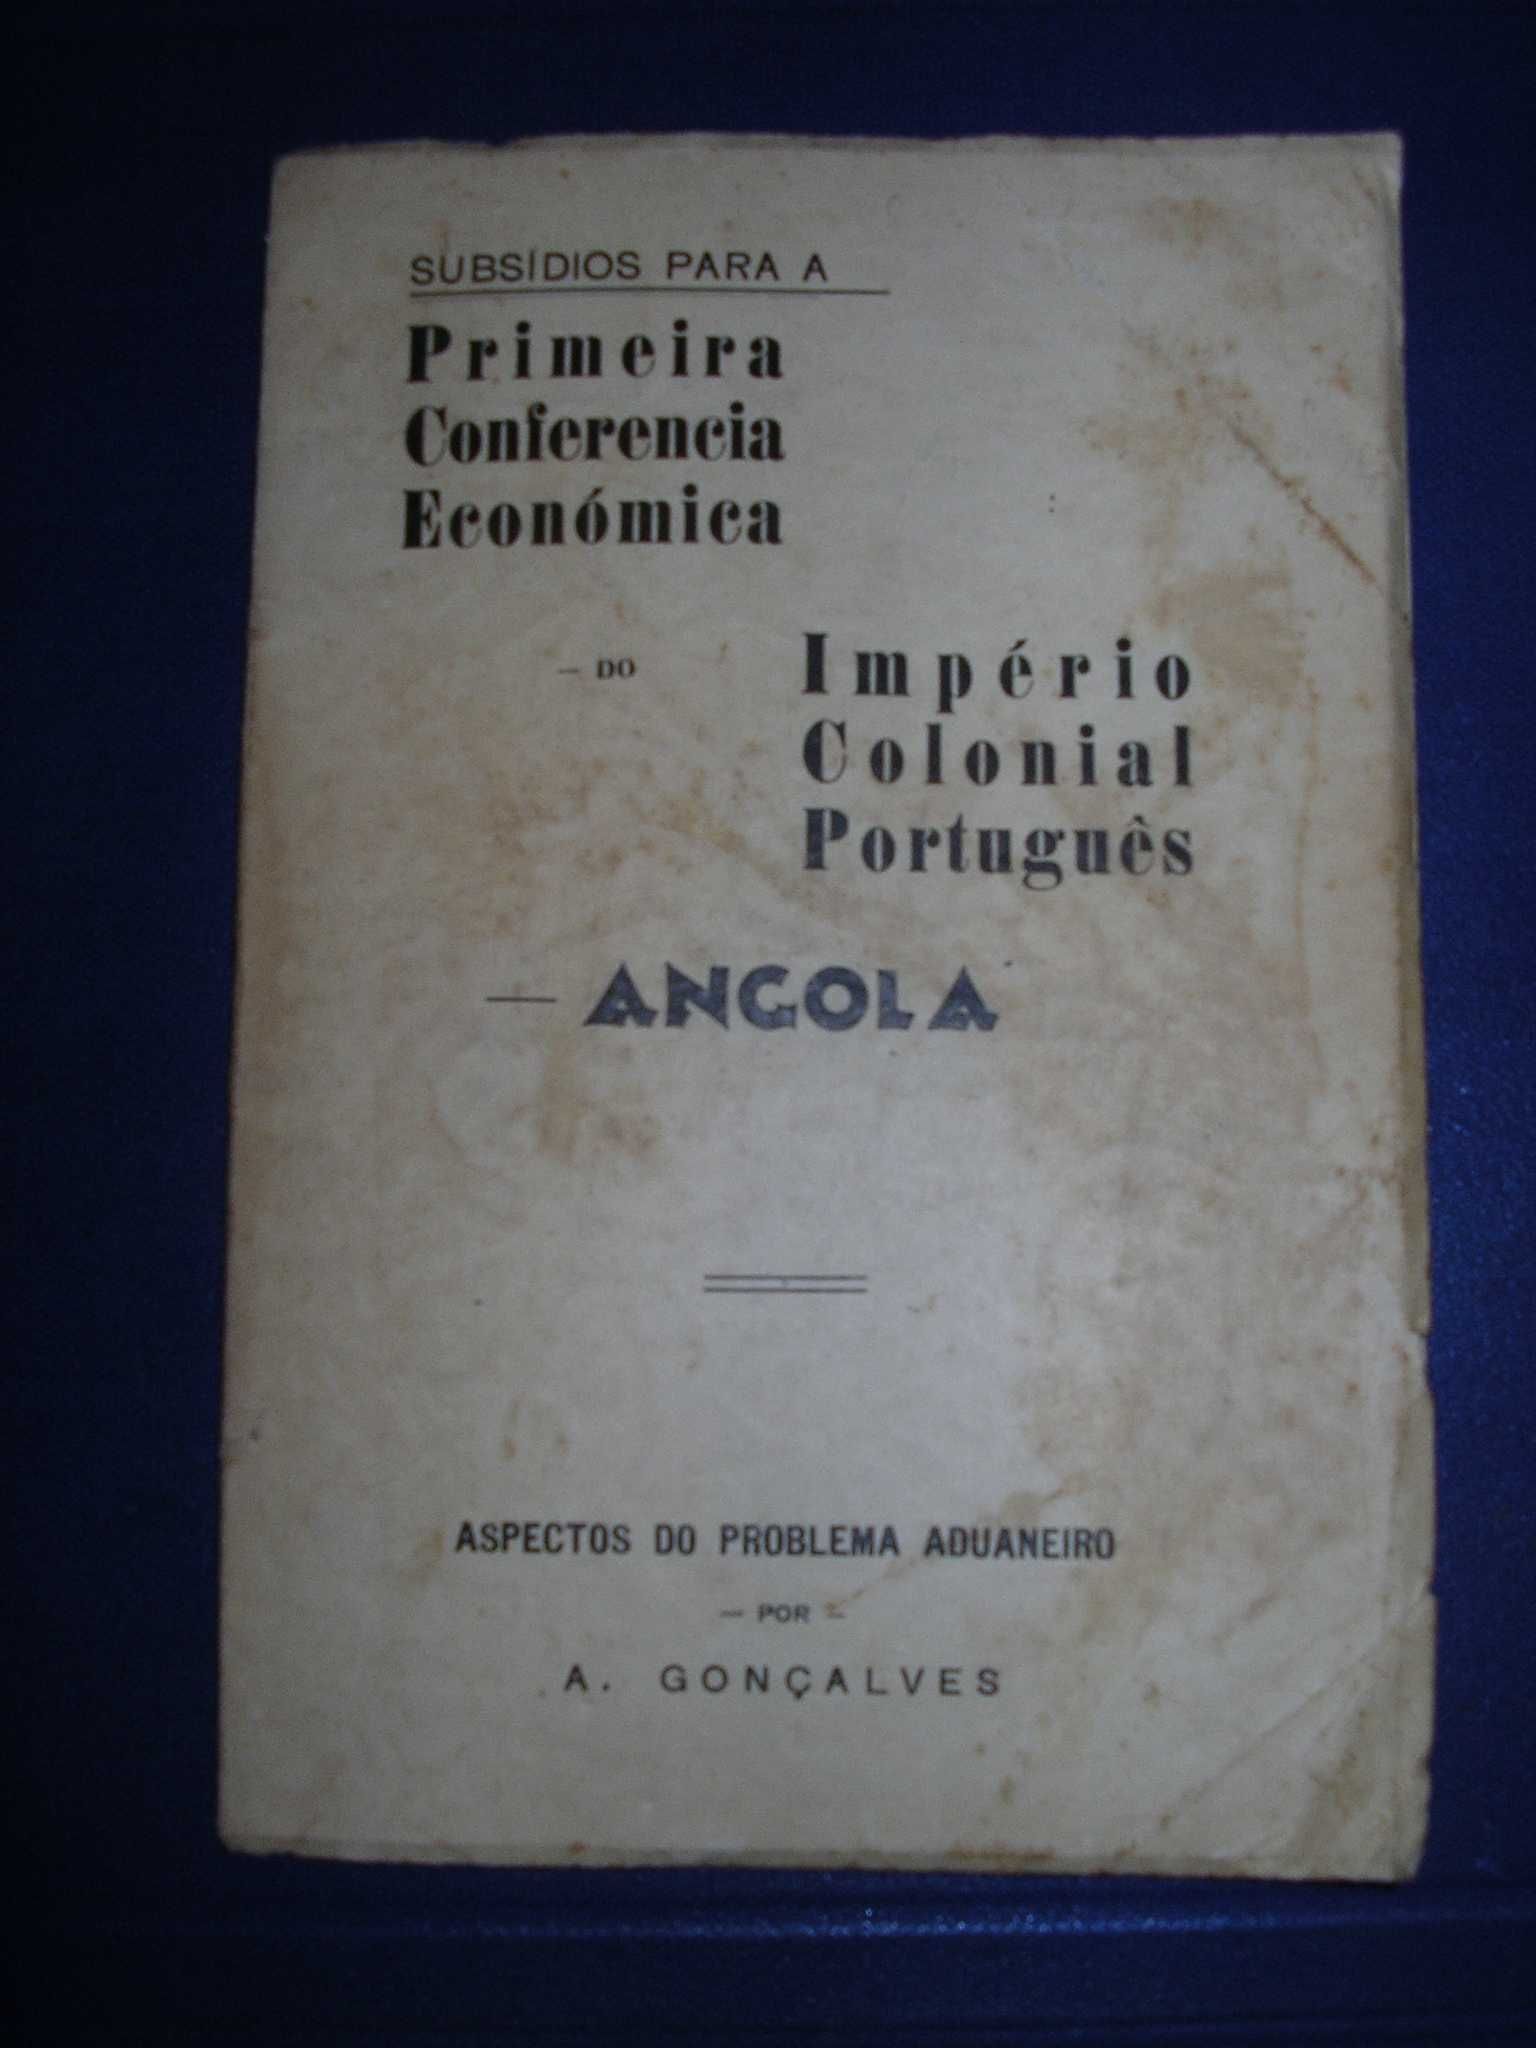 SUBSÍDIOS PARA A
Primeira
Conferencia
Económica
— DO
Império
Colonial
Português
— ANGOLA
ASPECTOS DO PROBLEMA ADUANEIRO
— POR —
A. GONÇALVES